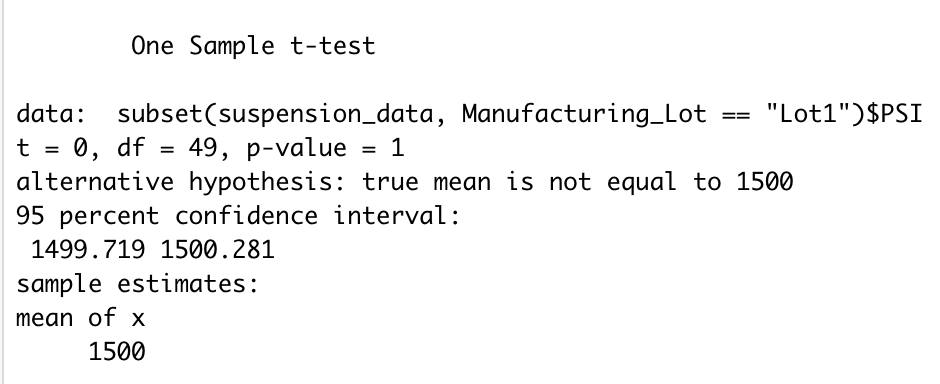 One Sample t-test
data:  subset(suspension_data, Manufacturing_Lot == "Lot1")$PSI
t = 0, df = 49, p-value = 1
alternative hypothesis: true mean is not equal to 1500
95 percent confidence interval:
 1499.719 1500.281
sample estimates:
mean of x
     1500